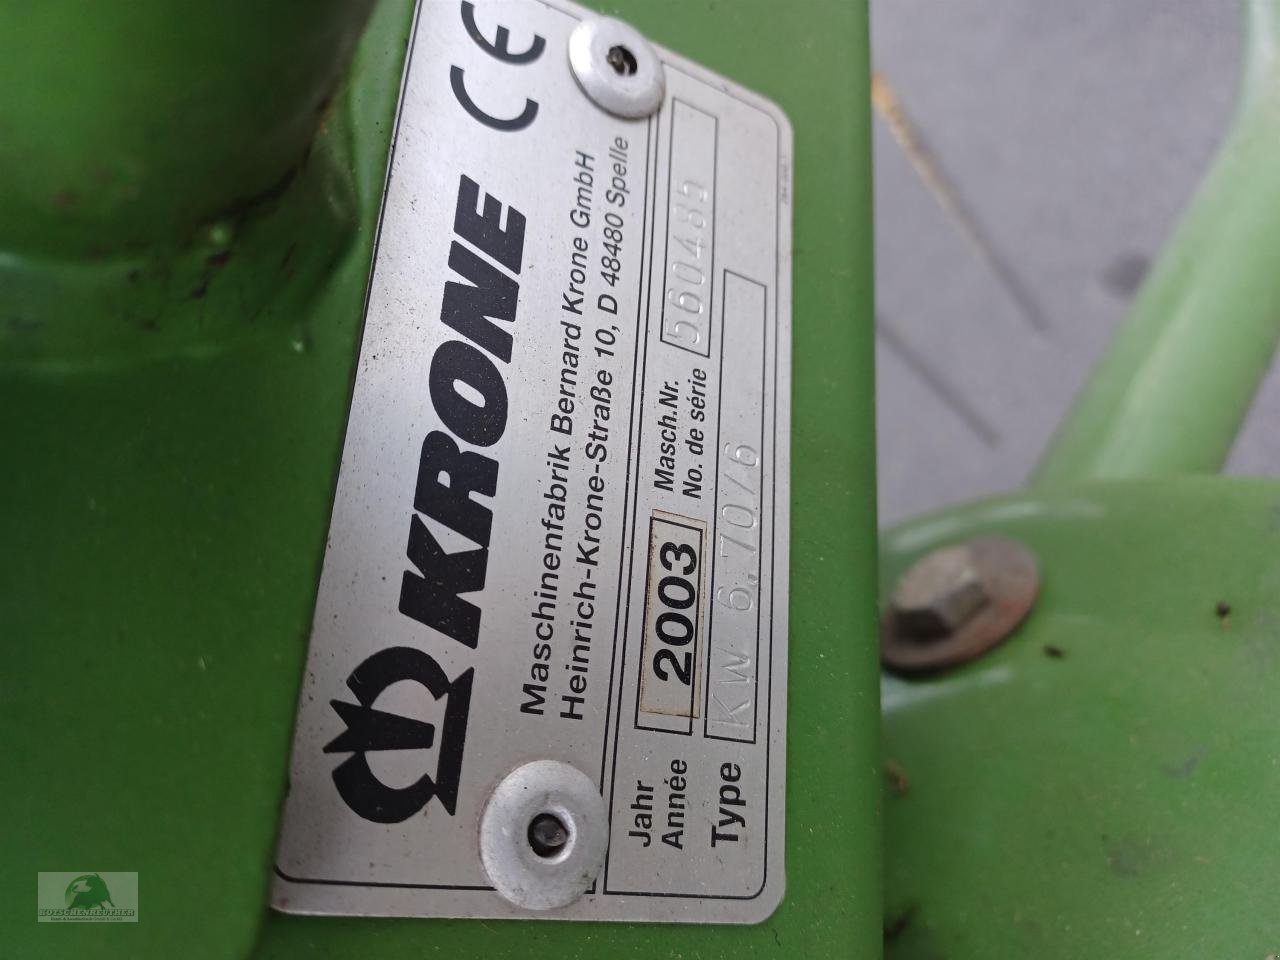 KRONE CE
Maschinenfabrik Bernard Krone GmbH
Heinrich-Krone-Straße 10, D 48480 Spelle
Jahr
Année
2003
Masch.Nr.
No. de série
560485
Type
KW 6.70/6
HUTSCHENREUTHER